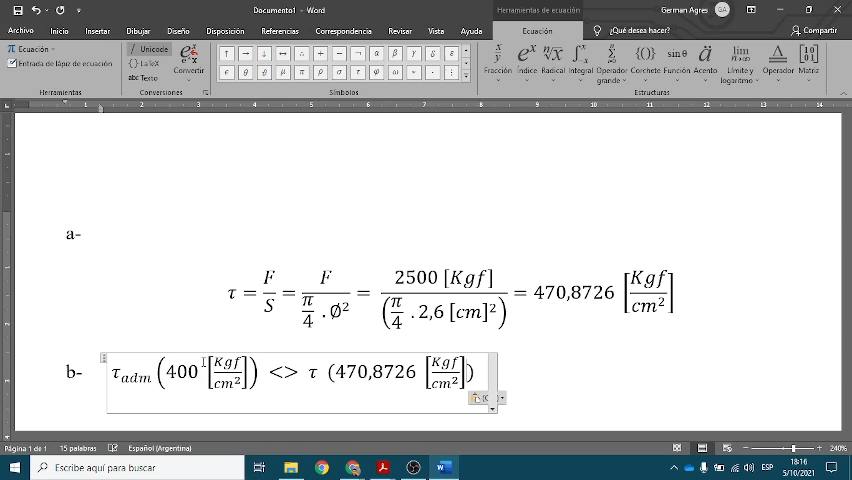 Documento1 - Word
Herramientas de ecuación
German Agres
GA
Archivo Inicio Insertar Dibujar Diseño Disposición Referencias Correspondencia Revisar Vista Ayuda Ecuación ¿Qué desea hacer? Compartir
π Ecuación
Entrada de lápiz de ecuación
Unicode
{} LaTeX
abc Texto
Convertir
Fracción Índice Radical Integral Operador grande Corchete Función Acento Límite y logaritmo Operador Matriz
Herramientas Conversiones Símbolos Estructuras
a-
τ = F/S = F/(π/4 . Ø²) = 2500 [Kgf]/(π/4 . 2,6 [cm]²) = 470,8726 [Kgf/cm²]
b- τ_adm (400 [Kgf/cm²]) <> τ (470,8726 [Kgf/cm²])
Página 1 de 1 15 palabras Español (Argentina) 240%
Escribe aquí para buscar
ESP
18:16
5/10/2021